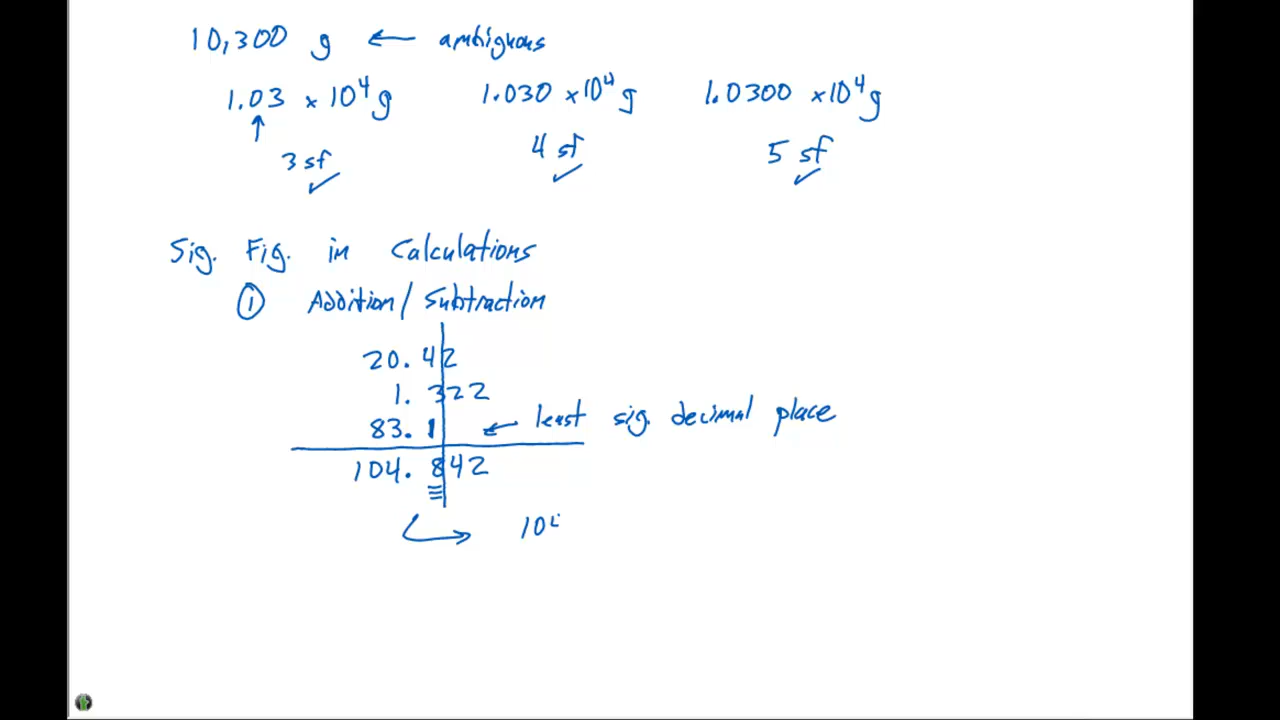 10,300 g ← ambiguous
1.03 × 10⁴ g 1.030 × 10⁴ g 1.0300 × 10⁴ g
3 sf ✓ 4 sf ✓ 5 sf ✓
Sig. Fig. in Calculations
① Addition/Subtraction
20.42
1.322
83.1 ← least sig. decimal place
104.842
10